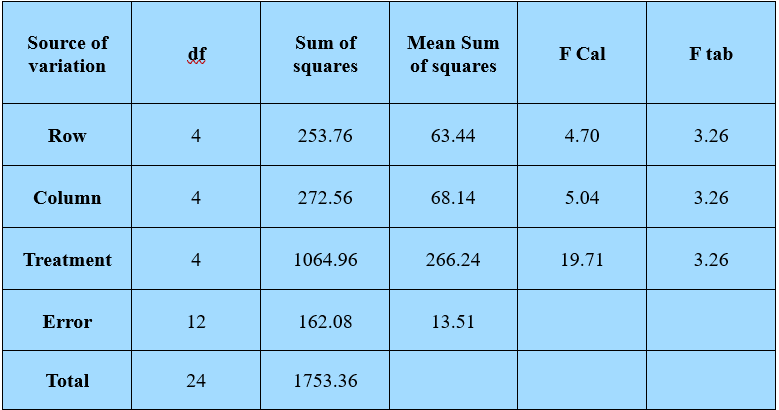 Source of variation df Sum of squares Mean Sum of squares F Cal F tab
Row 4 253.76 63.44 4.70 3.26
Column 4 272.56 68.14 5.04 3.26
Treatment 4 1064.96 266.24 19.71 3.26
Error 12 162.08 13.51
Total 24 1753.36